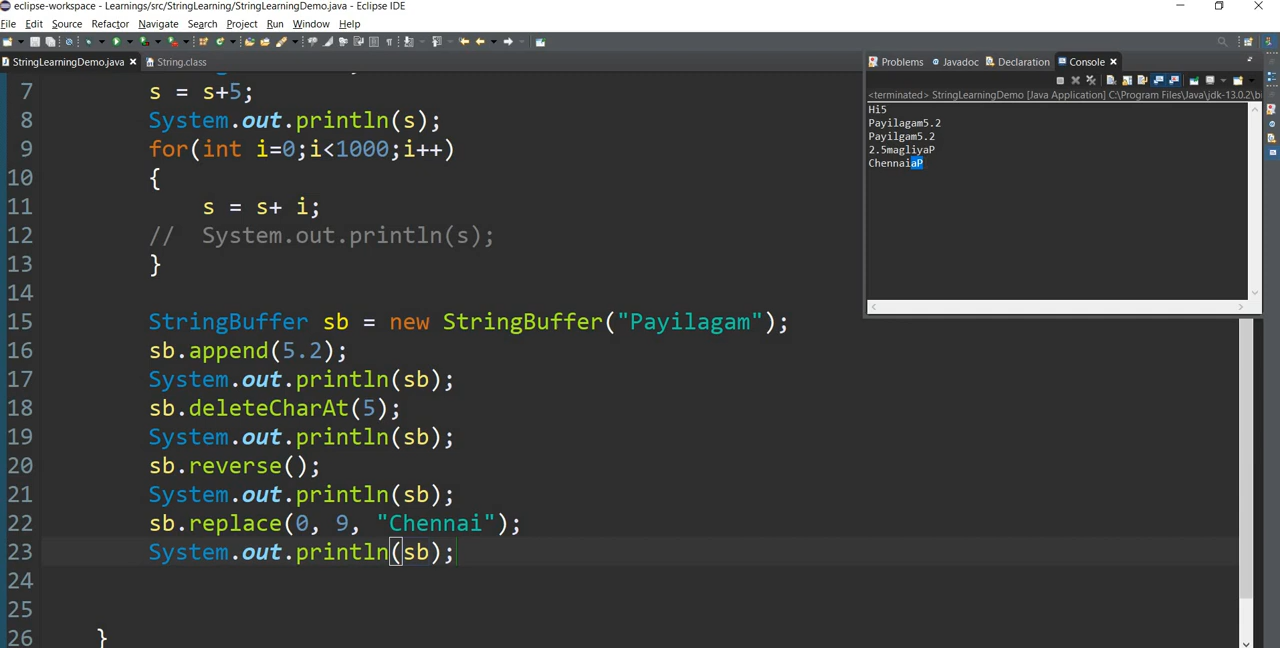 eclipse-workspace - Learnings/src/StringLearning/StringLearningDemo.java - Eclipse IDE
File Edit Source Refactor Navigate Search Project Run Window Help
StringLearningDemo.java String.class
7 s = s+5;
8 System.out.println(s);
9 for(int i=0;i<1000;i++)
10 {
11 s = s+ i;
12 // System.out.println(s);
13 }
14
15 StringBuffer sb = new StringBuffer("Payilagam");
16 sb.append(5.2);
17 System.out.println(sb);
18 sb.deleteCharAt(5);
19 System.out.println(sb);
20 sb.reverse();
21 System.out.println(sb);
22 sb.replace(0, 9, "Chennai");
23 System.out.println(sb);
24
25
26 }
Problems Javadoc Declaration Console
<terminated> StringLearningDemo [Java Application] C:\Program Files\Java\jdk-13.0.2\bi
Hi5
Payilagam5.2
Payilgam5.2
2.5magliyaP
ChennaiaP